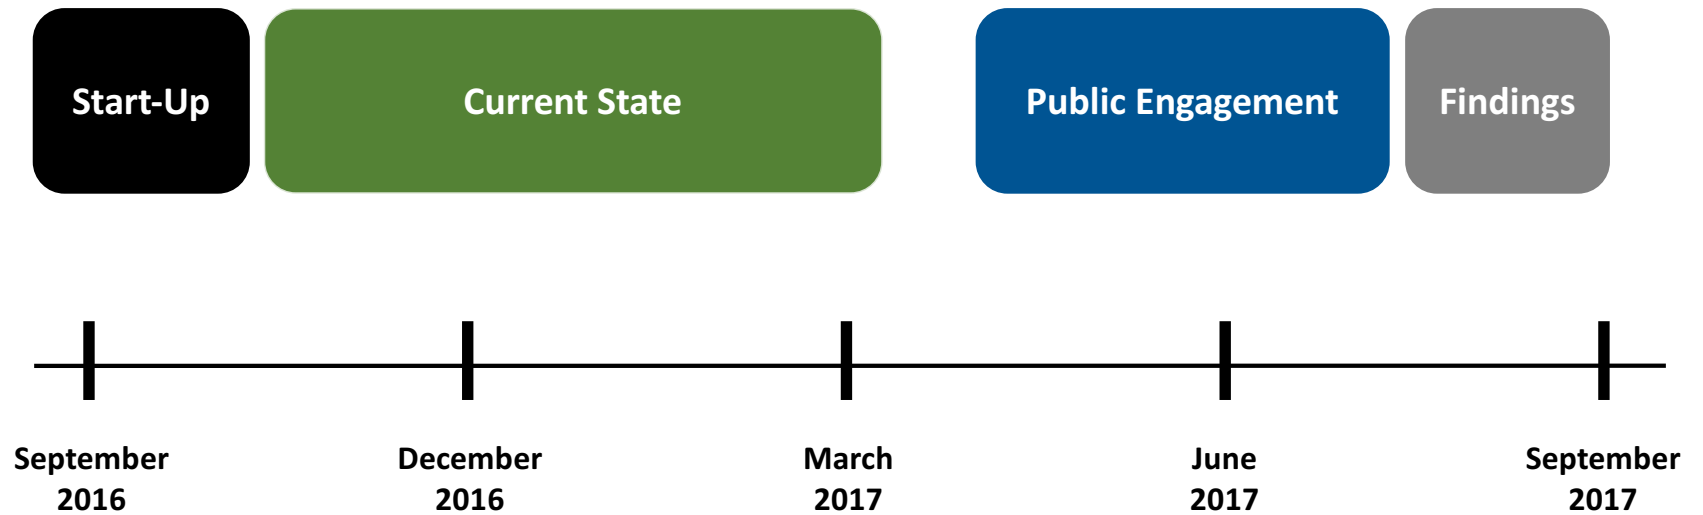 Start-Up
Current State
Public Engagement
Findings
September
2016
December
2016
March
2017
June
2017
September
2017